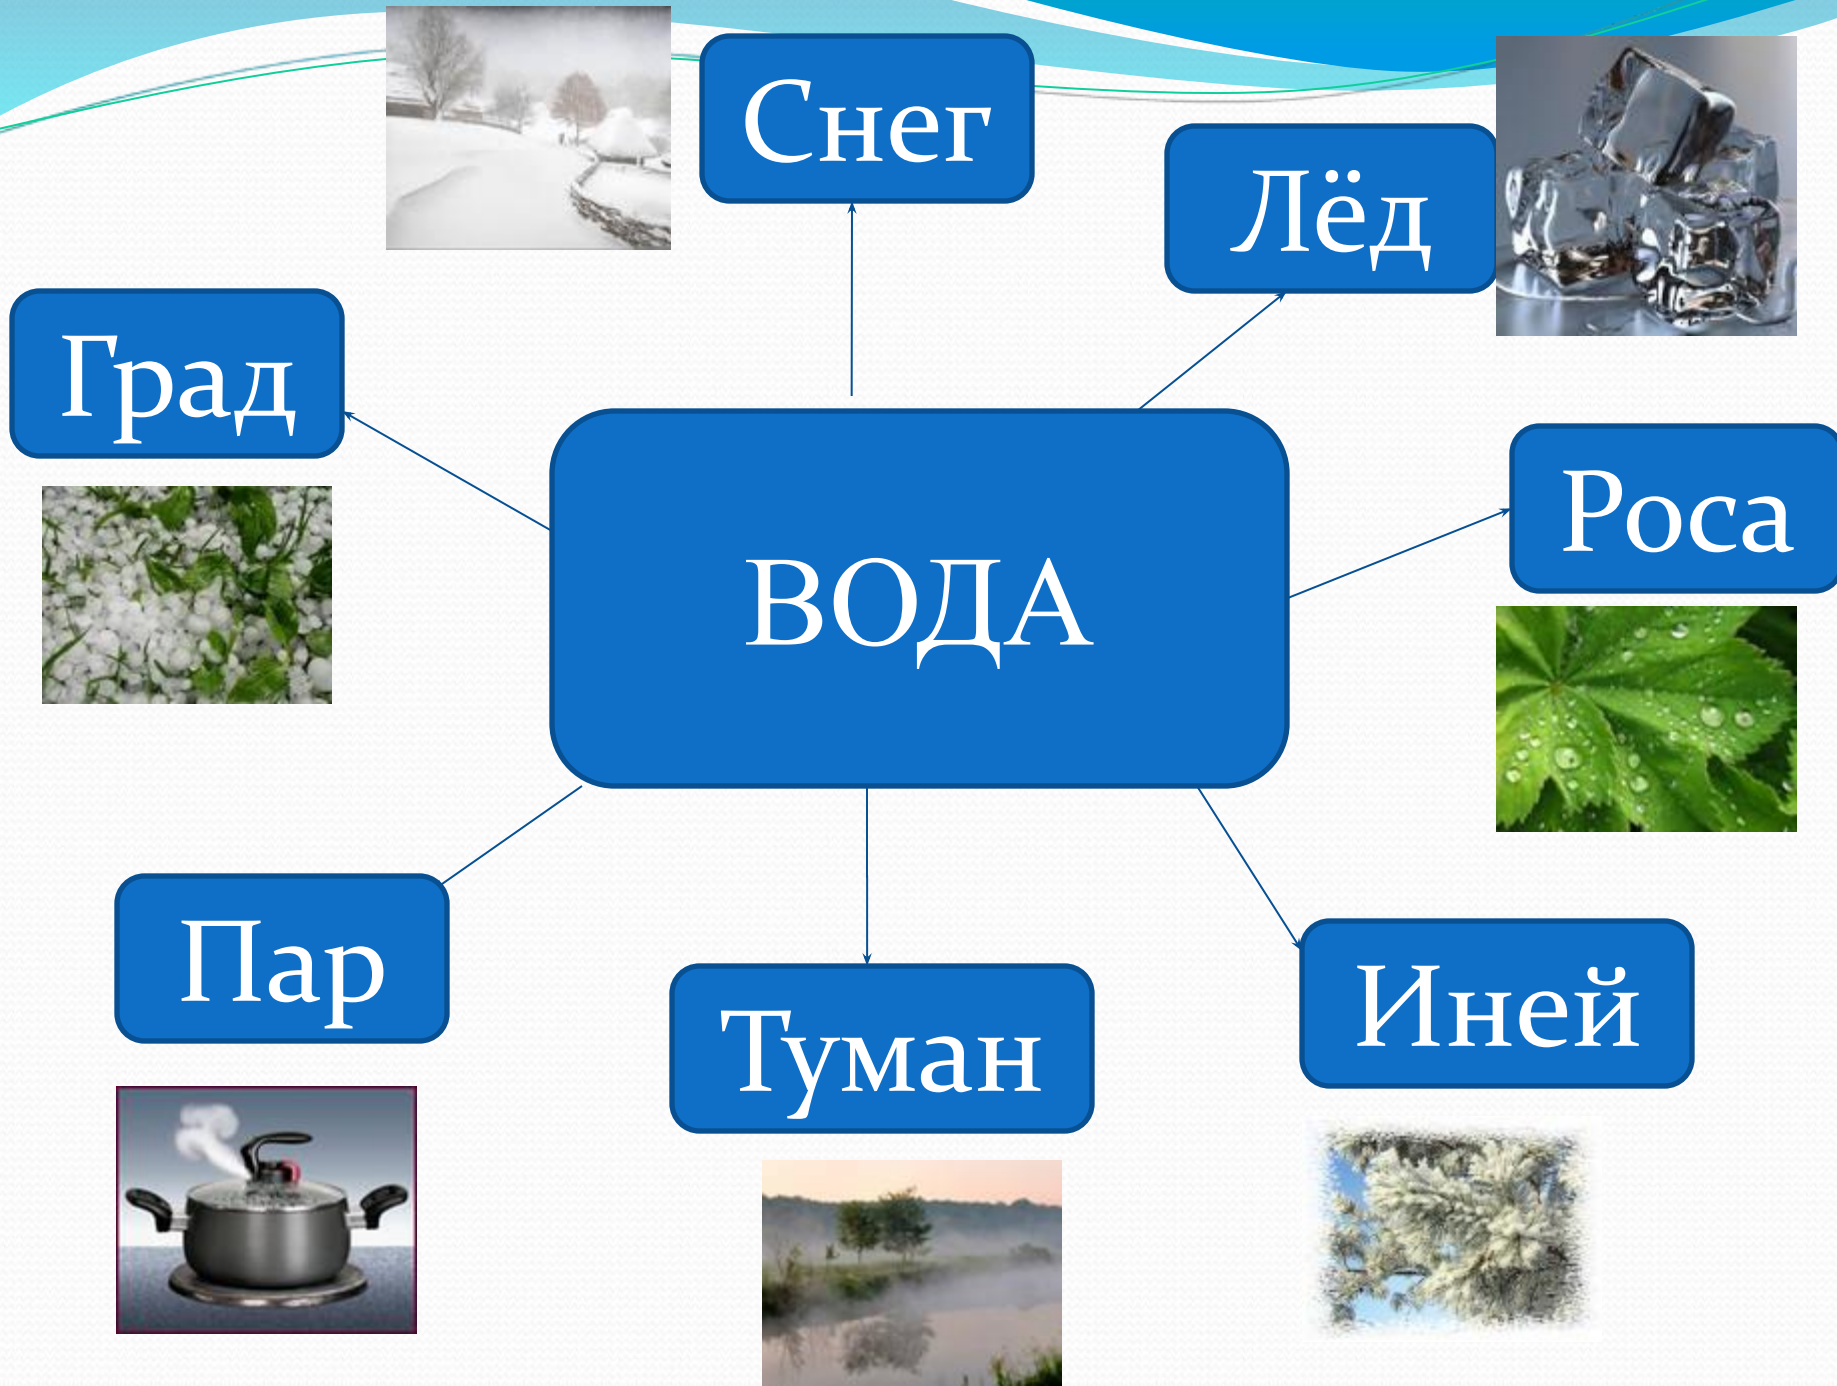 Снег
Лёд
Град
Роса
ВОДА
Пар
Туман
Иней